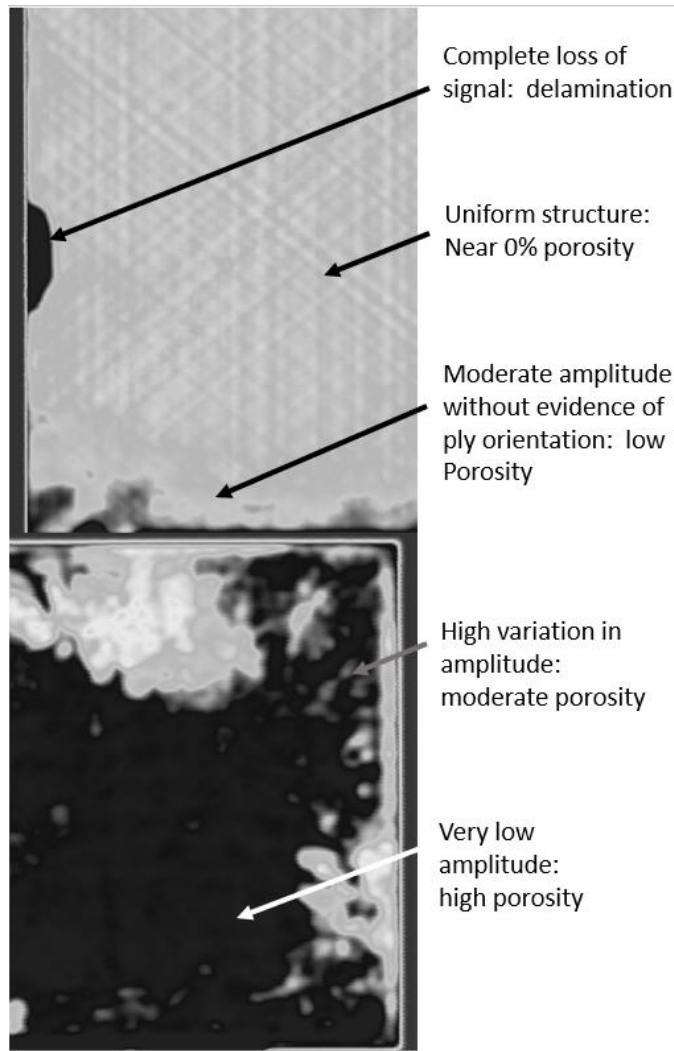 Complete loss of
signal:  delamination
Uniform structure:
Near 0% porosity
Moderate amplitude
without evidence of
ply orientation:  low
Porosity
High variation in
amplitude:
moderate porosity
Very low
amplitude:
high porosity